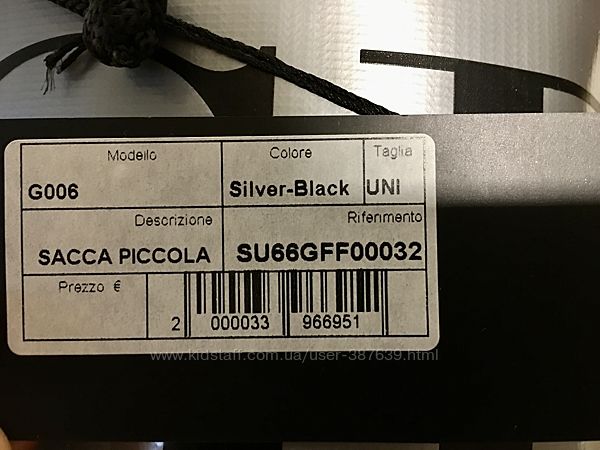 Modello Colore Taglia
G006 Silver-Black UNI
Descrizione Riferimento
SACCA PICCOLA SU66GFF00032
Prezzo €
2 000033 966951
www.kidstaff.com.ua/user-387639.html